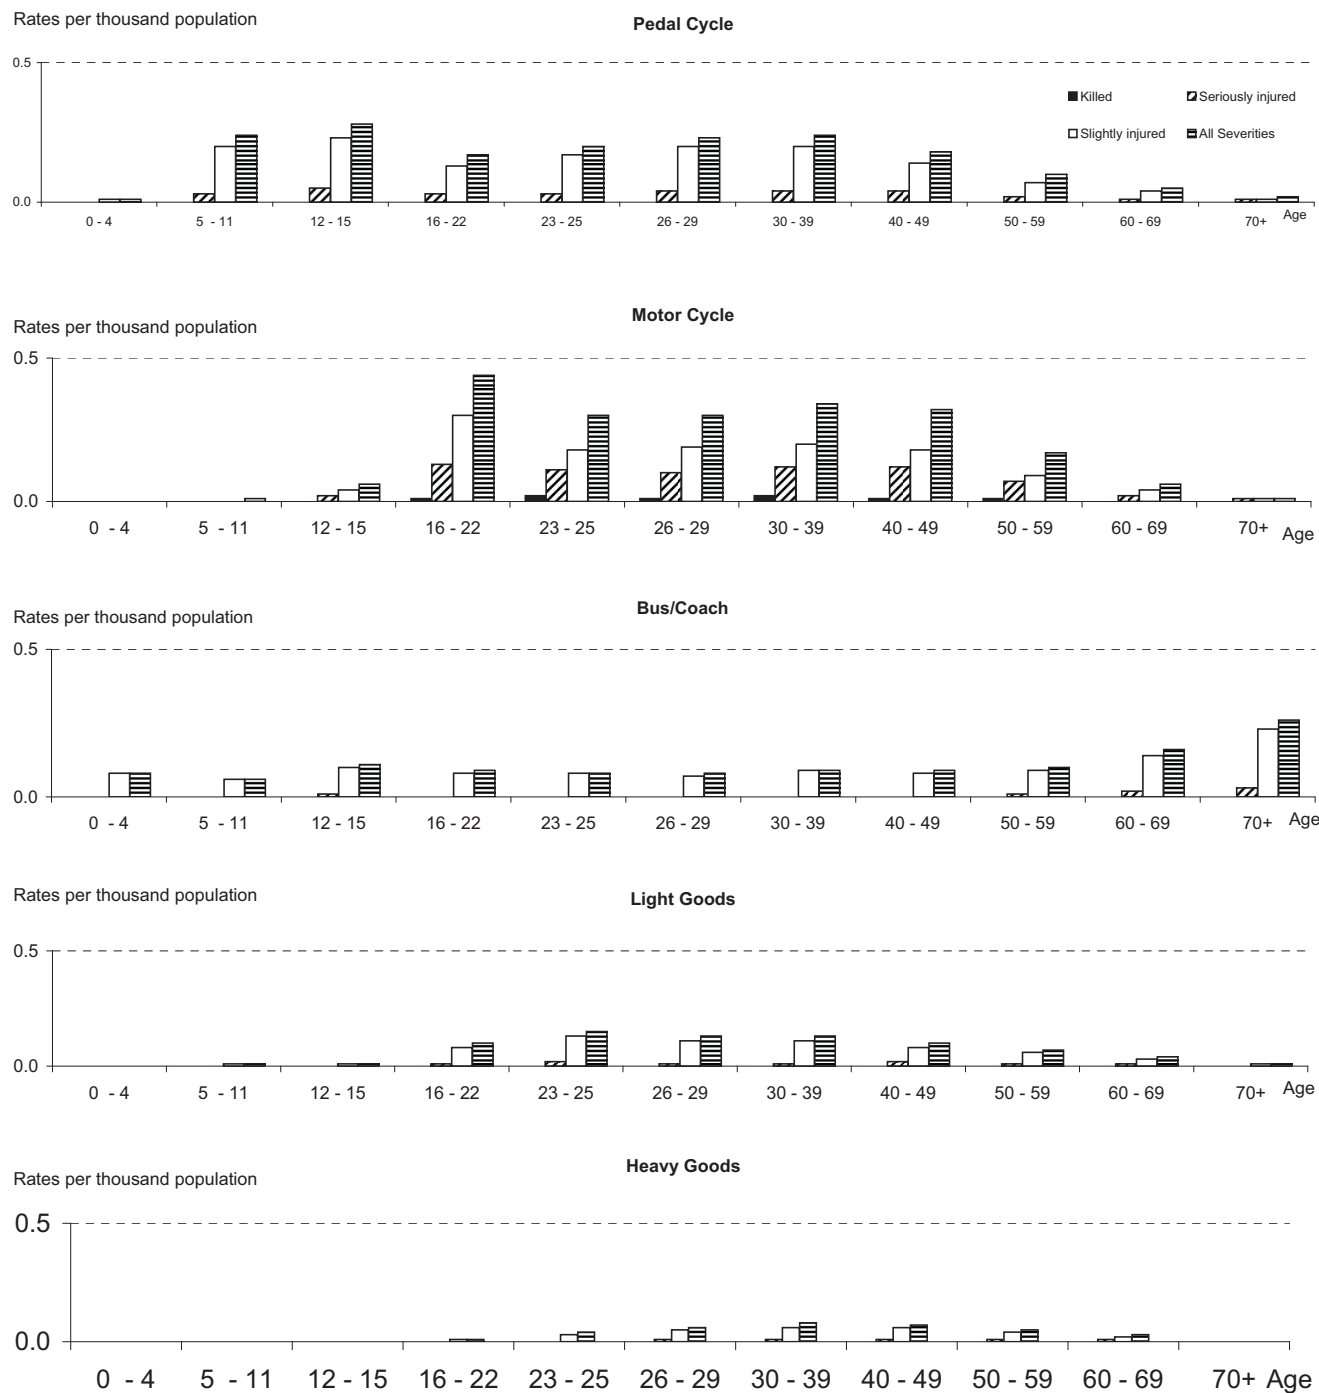 Rates per thousand population
Pedal Cycle
0.5
Killed Seriously injured
Slightly injured All Severities
0.0
0 - 4 5 - 11 12 - 15 16 - 22 23 - 25 26 - 29 30 - 39 40 - 49 50 - 59 60 - 69 70+ Age
Motor Cycle
Rates per thousand population
0.5
0.0
0 - 4 5 - 11 12 - 15 16 - 22 23 - 25 26 - 29 30 - 39 40 - 49 50 - 59 60 - 69 70+ Age
Bus/Coach
Rates per thousand population
0.5
0.0
0 - 4 5 - 11 12 - 15 16 - 22 23 - 25 26 - 29 30 - 39 40 - 49 50 - 59 60 - 69 70+ Age
Rates per thousand population
Light Goods
0.5
0.0
0 - 4 5 - 11 12 - 15 16 - 22 23 - 25 26 - 29 30 - 39 40 - 49 50 - 59 60 - 69 70+ Age
Heavy Goods
Rates per thousand population
0.5
0.0
0 - 4 5 - 11 12 - 15 16 - 22 23 - 25 26 - 29 30 - 39 40 - 49 50 - 59 60 - 69 70+ Age